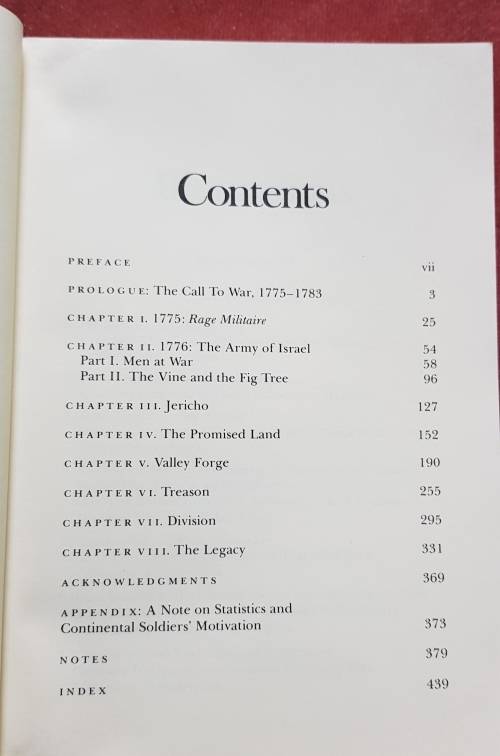 Contents
PREFACE vii
PROLOGUE: The Call To War, 1775–1783 3
CHAPTER I. 1775: Rage Militaire 25
CHAPTER II. 1776: The Army of Israel 54
Part I. Men at War 58
Part II. The Vine and the Fig Tree 96
CHAPTER III. Jericho 127
CHAPTER IV. The Promised Land 152
CHAPTER V. Valley Forge 190
CHAPTER VI. Treason 255
CHAPTER VII. Division 295
CHAPTER VIII. The Legacy 331
ACKNOWLEDGMENTS 369
APPENDIX: A Note on Statistics and
Continental Soldiers' Motivation 373
NOTES 379
INDEX 439